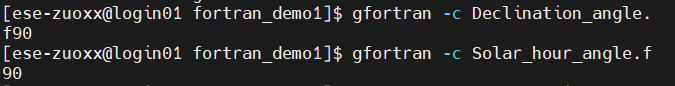 [ese-zuoxx@login01 fortran_demo1]$ gfortran -c Declination_angle.
f90
[ese-zuoxx@login01 fortran_demo1]$ gfortran -c Solar_hour_angle.f
90